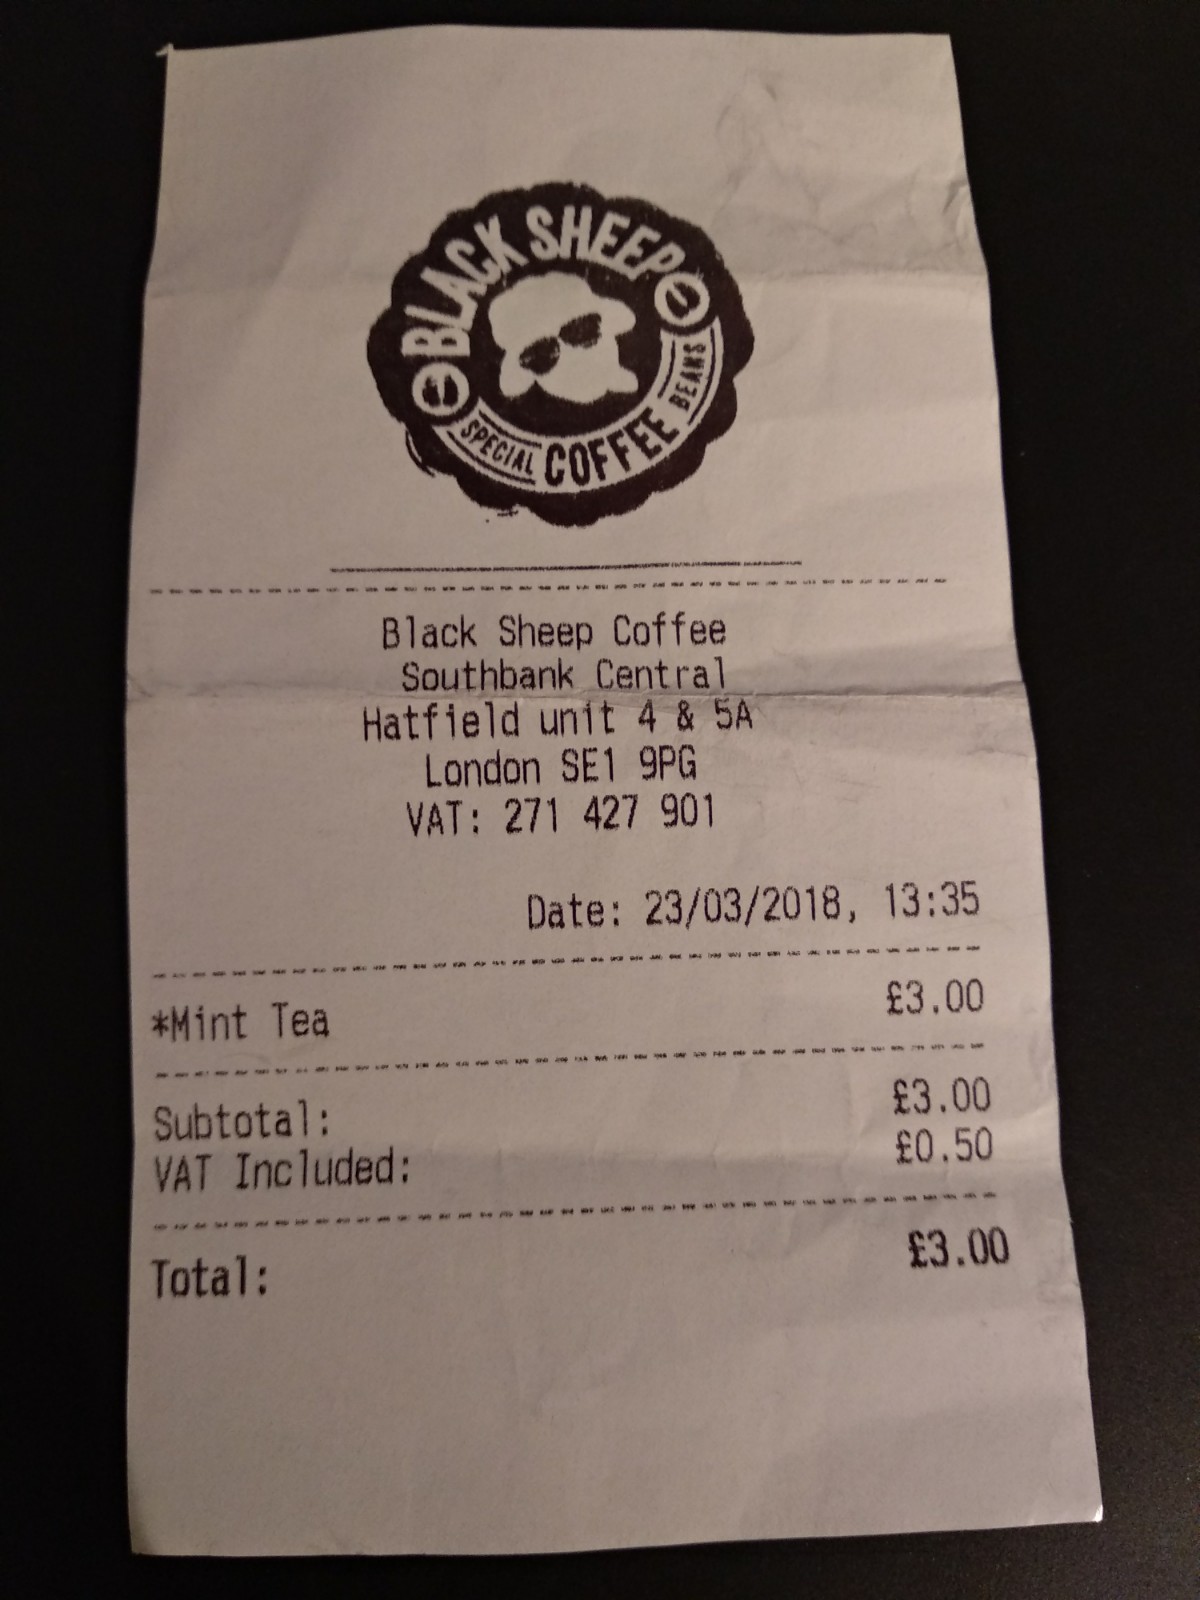 BLACK SHEEP
SPECIAL COFFEE BEANS
Black Sheep Coffee
Southbank Central
Hatfield unit 4 & 5A
London SE1 9PG
VAT: 271 427 901
Date: 23/03/2018, 13:35
*Mint Tea £3.00
Subtotal: £3.00
VAT Included: £0.50
Total: £3.00